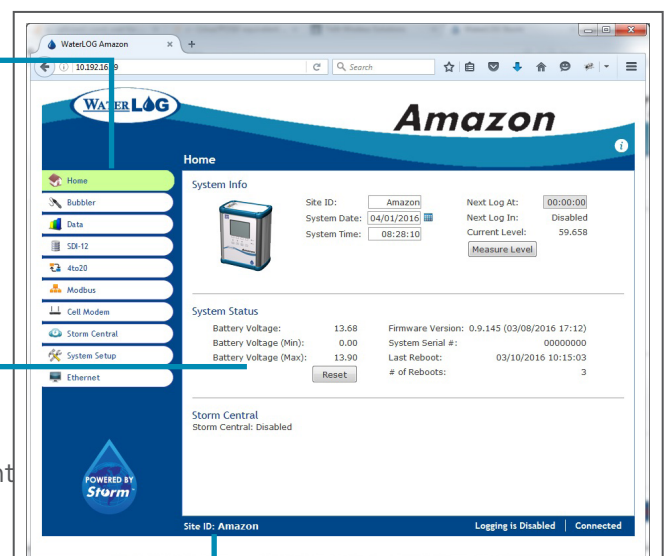 WaterLOG Amazon × +
Search
WATERLOG
Amazon
Home
Home
Bubbler
Data
SDI-12
4to20
Modbus
Cell Modem
Storm Central
System Setup
Ethernet
System Info
Site ID: Amazon
System Date: 04/01/2016
System Time: 08:28:10
Next Log At: 00:00:00
Next Log In: Disabled
Current Level: 59.658
Measure Level
System Status
Battery Voltage: 13.68
Battery Voltage (Min): 0.00
Battery Voltage (Max): 13.90
Reset
Firmware Version: 0.9.145 (03/08/2016 17:12)
System Serial #: 00000000
Last Reboot: 03/10/2016 10:15:03
# of Reboots: 3
Storm Central
Storm Central: Disabled
POWERED BY
Storm
Site ID: Amazon
Logging is Disabled | Connected